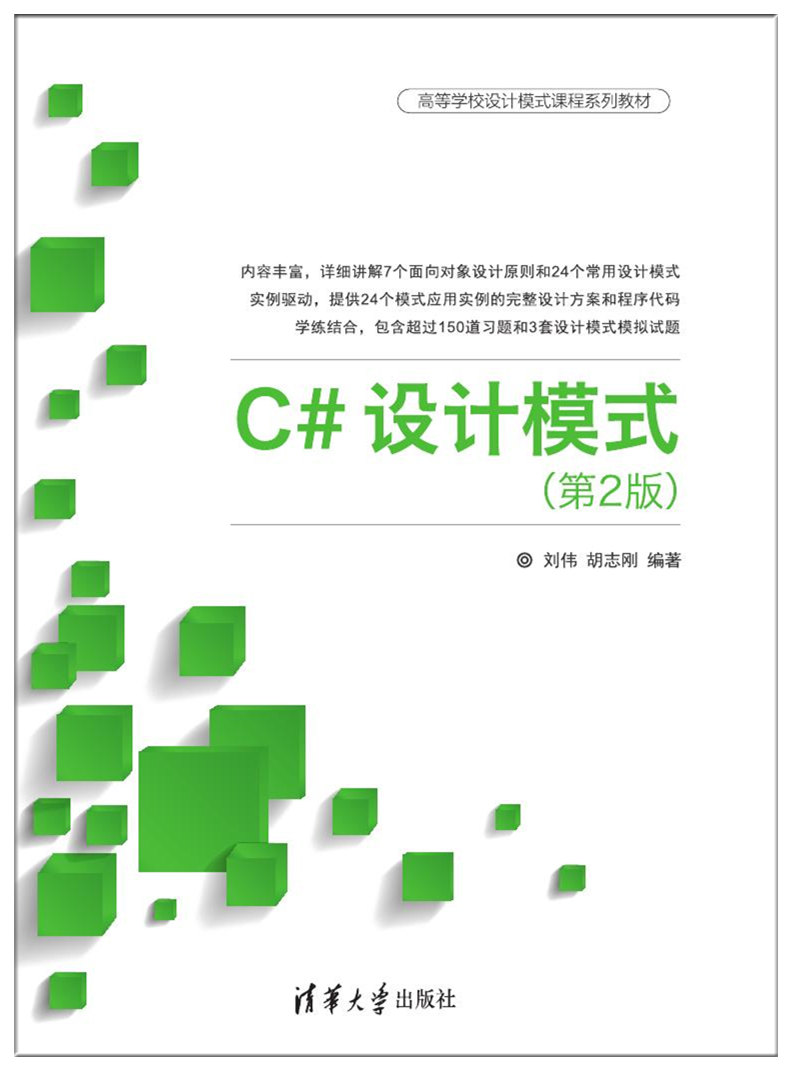 高等学校设计模式课程系列教材
内容丰富，详细讲解7个面向对象设计原则和24个常用设计模式
实例驱动，提供24个模式应用实例的完整设计方案和程序代码
学练结合，包含超过150道习题和3套设计模式模拟试题
C# 设计模式
（第2版）
◎ 刘伟 胡志刚 编著
清华大学出版社